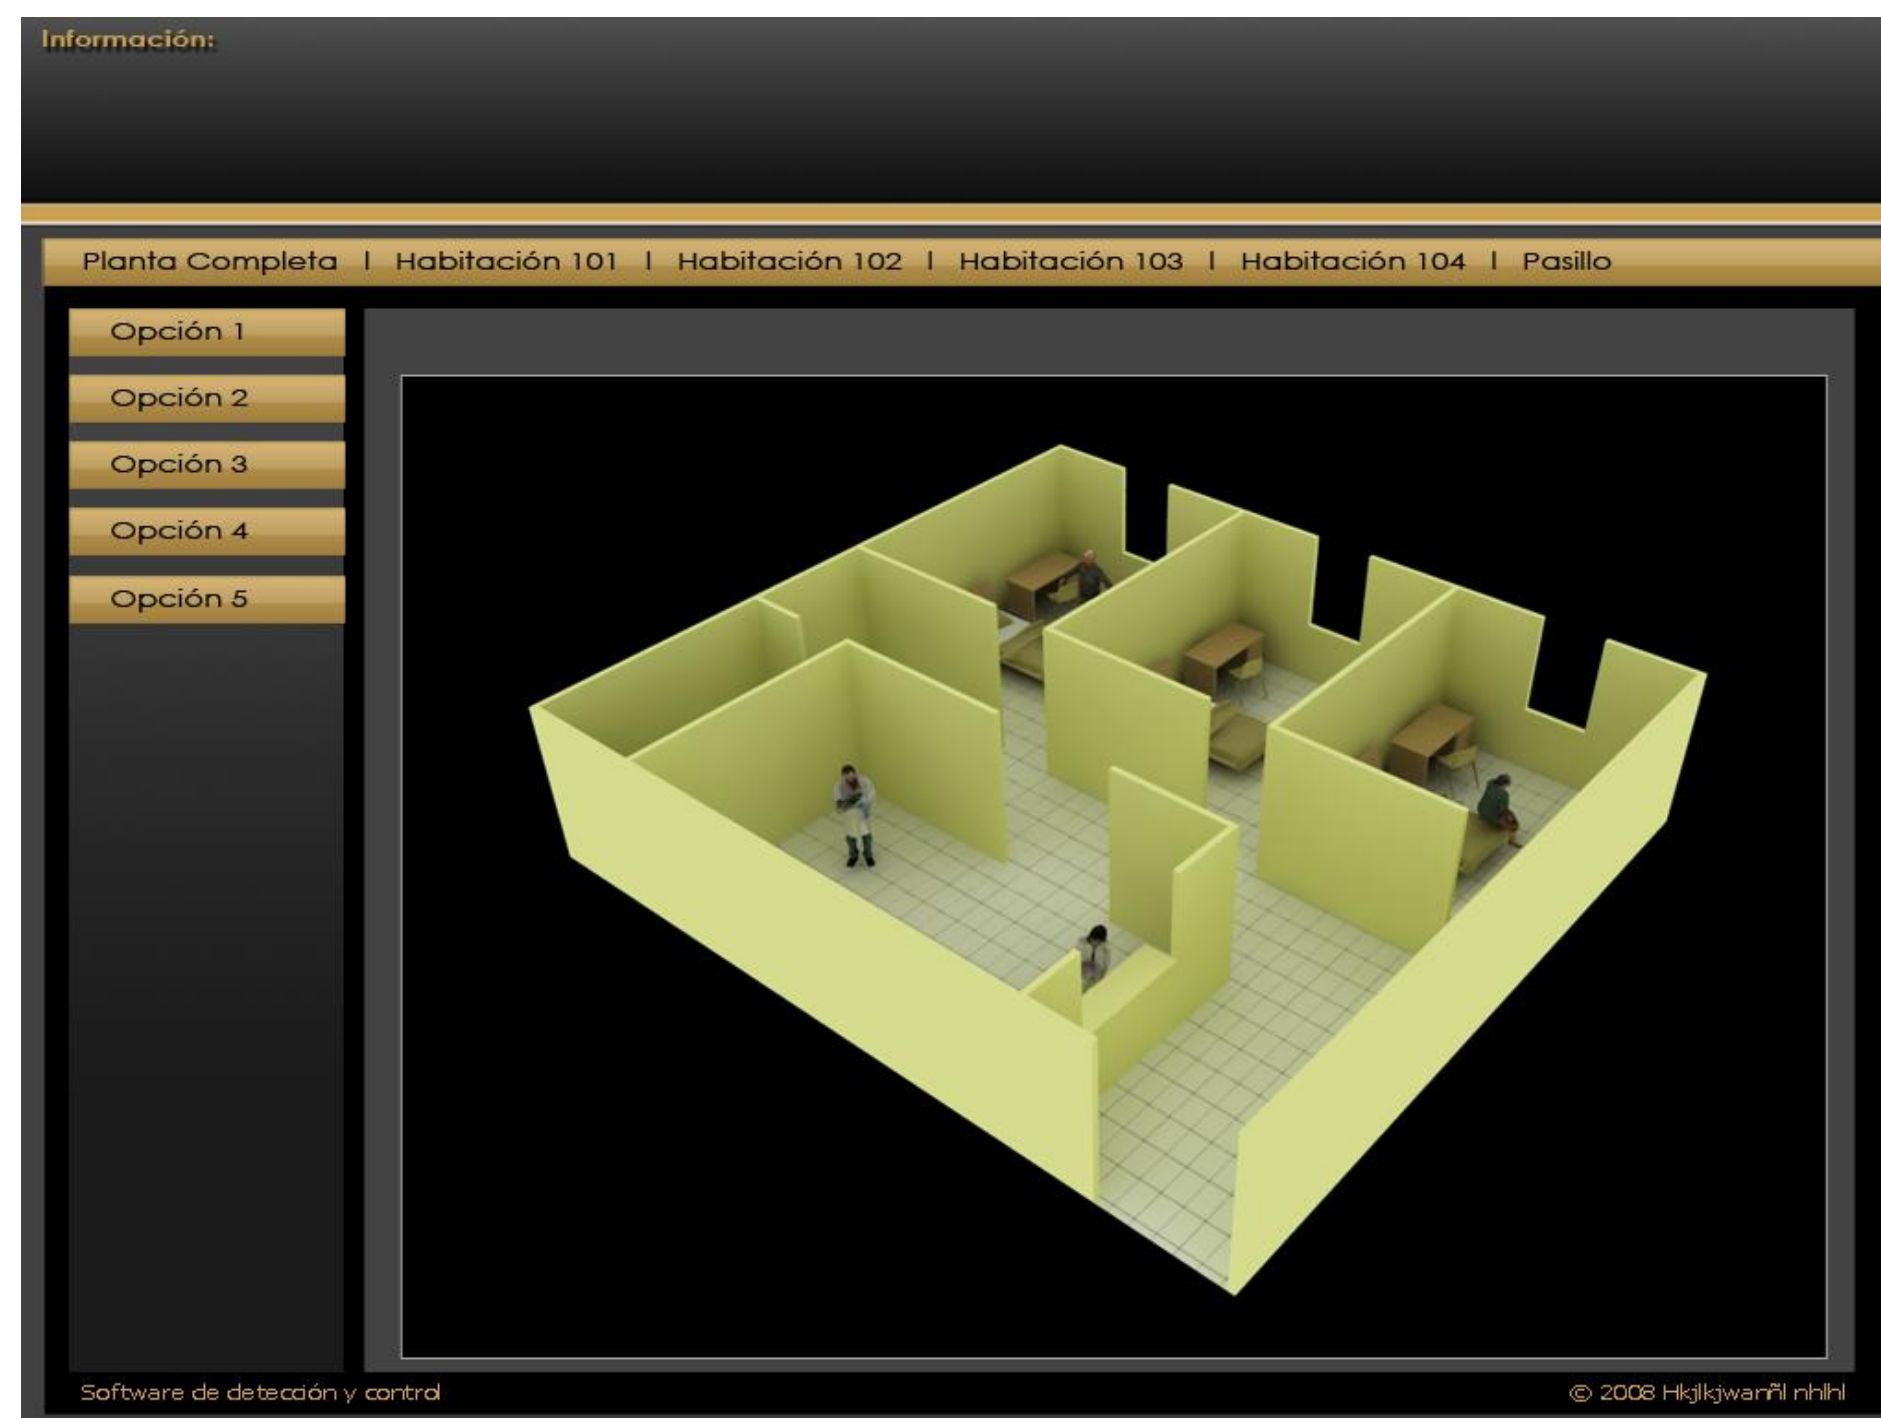 Información:
Planta Completa | Habitación 101 | Habitación 102 | Habitación 103 | Habitación 104 | Pasillo
Opción 1
Opción 2
Opción 3
Opción 4
Opción 5
Software de detección y control
© 2008